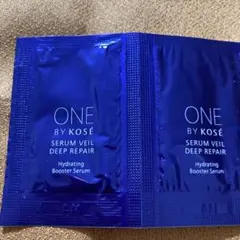 ONE
BY KOSÉ
SERUM VEIL
DEEP REPAIR
Hydrating
Booster Serum
ONE
BY KOSÉ
SERUM VEIL
DEEP REPAIR
Hydrating
Booster Serum